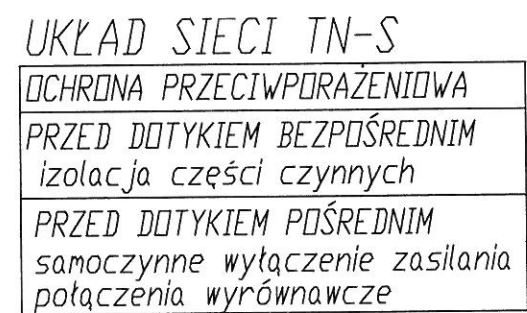 UKŁAD SIECI TN-S
OCHRONA PRZECIWPORAŻENIOWA
PRZED DOTYKIEM BEZPOŚREDNIM
izolacja części czynnych
PRZED DOTYKIEM POŚREDNIM
samoczynne wyłączenie zasilania
połączenia wyrównawcze